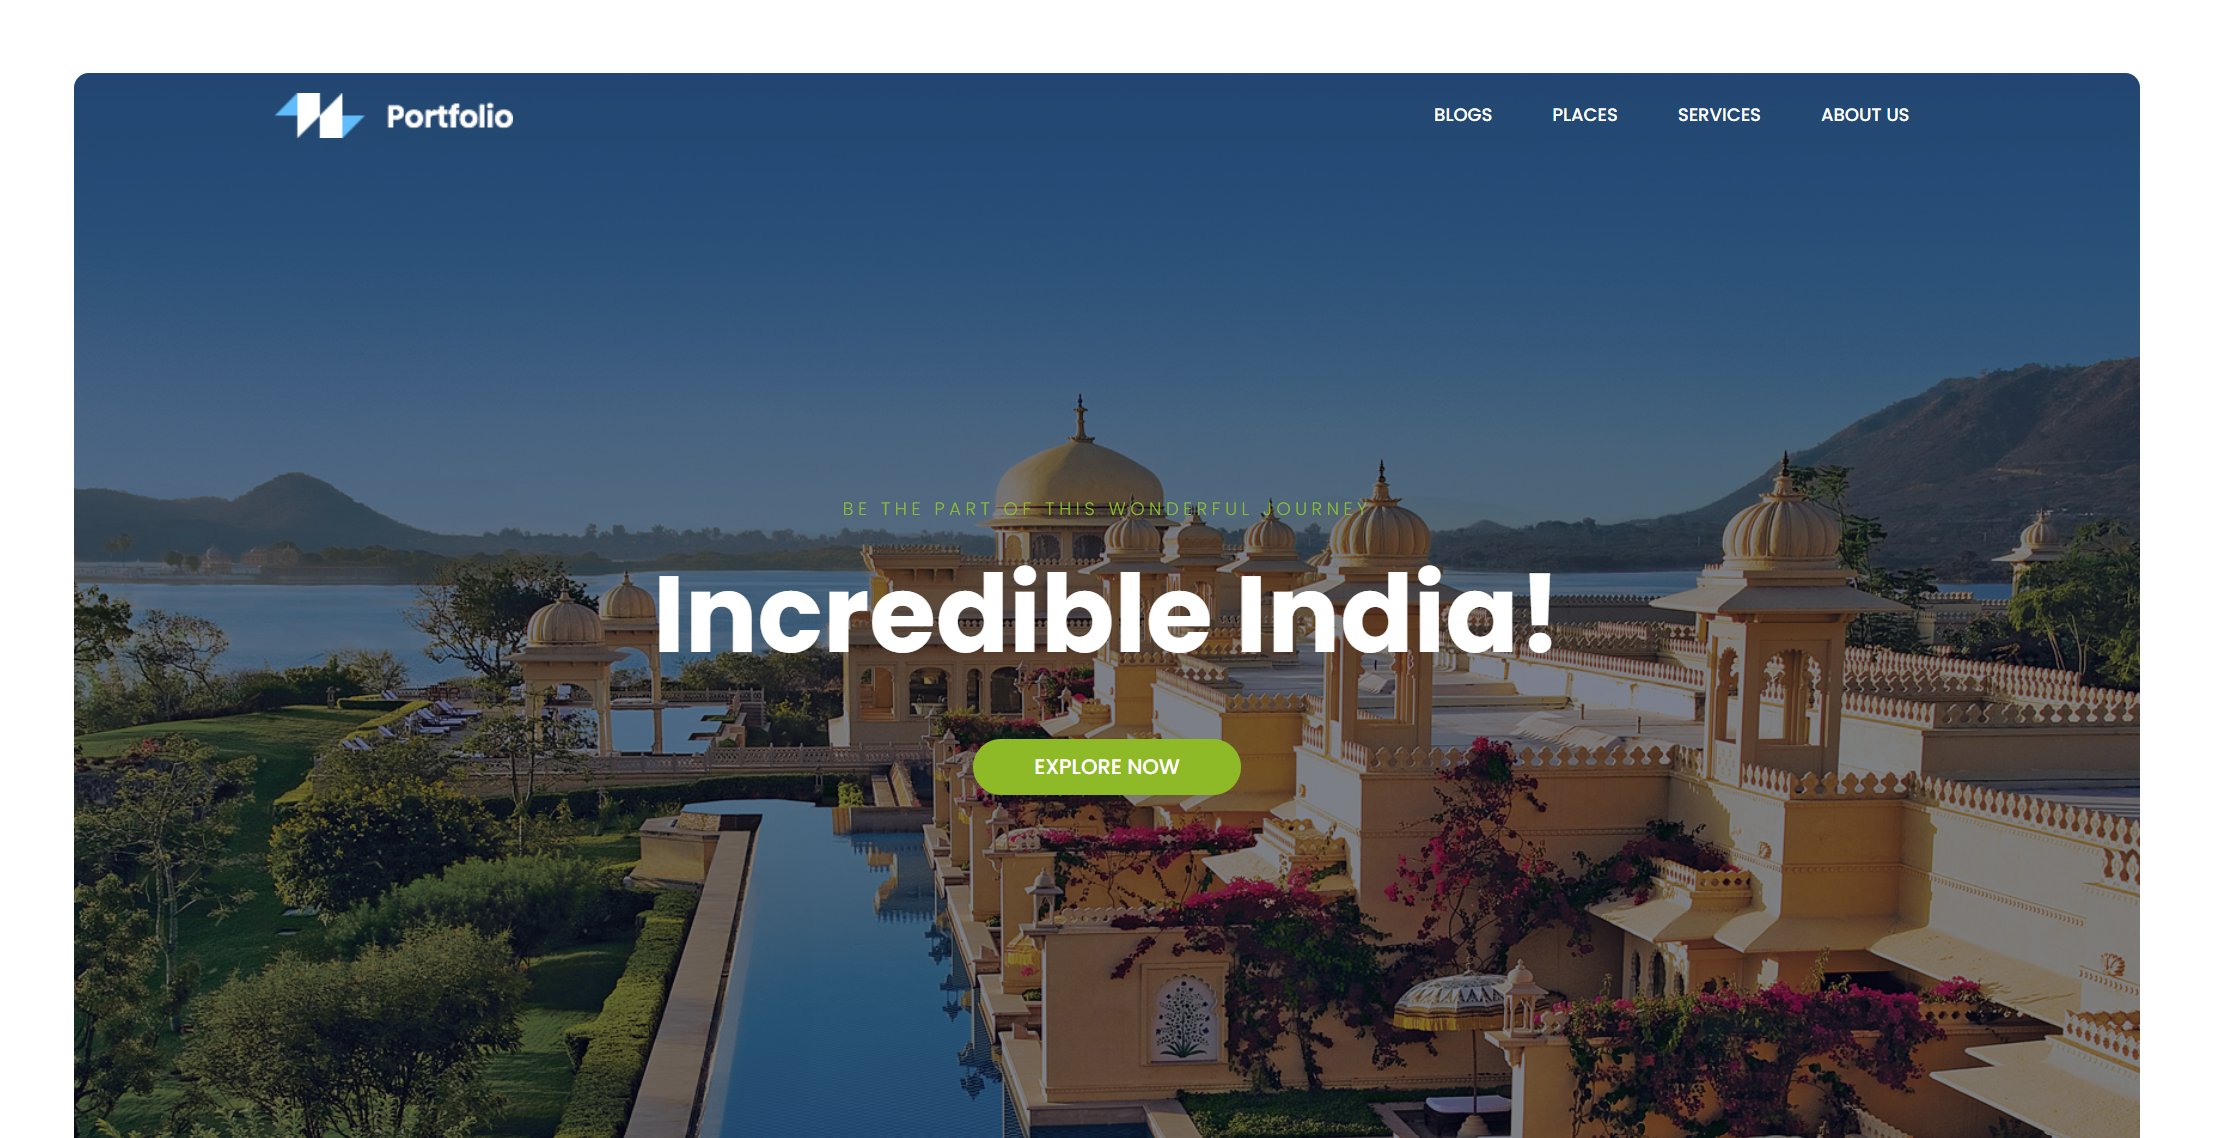 Portfolio
BLOGS PLACES SERVICES ABOUT US
BE THE PART OF THIS WONDERFUL JOURNEY
Incredible India!
EXPLORE NOW